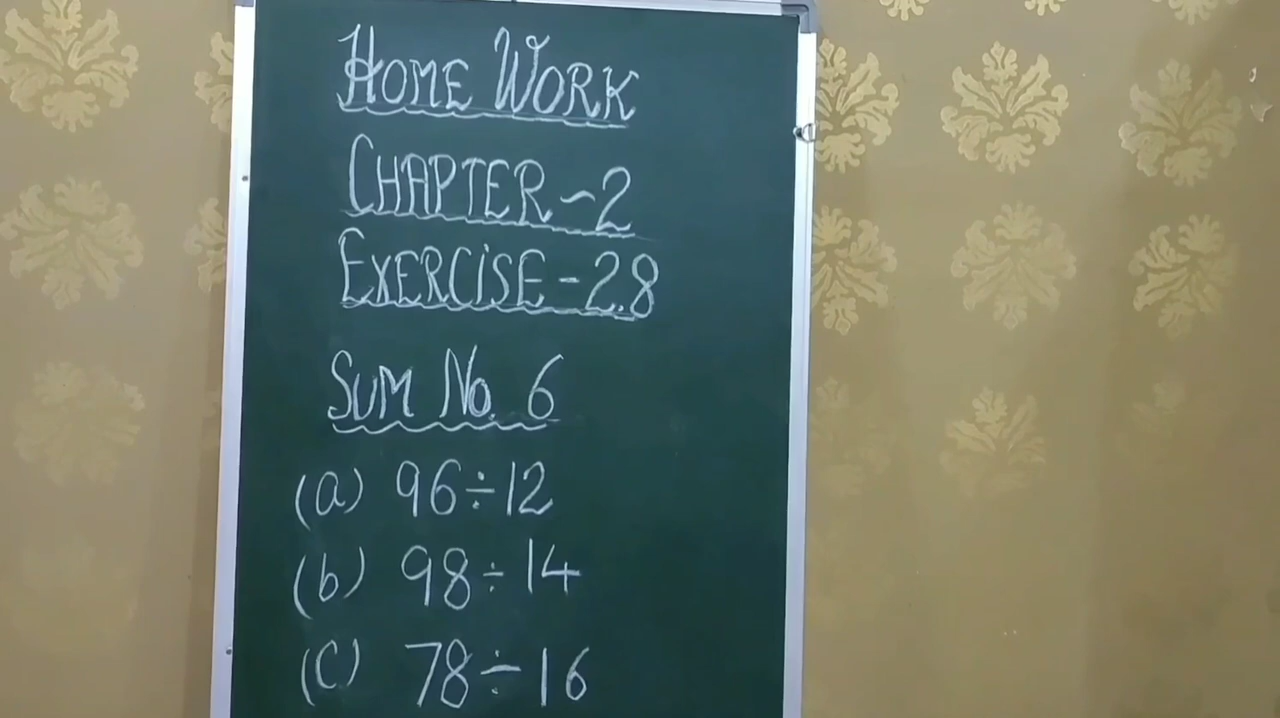 HOME WORK
CHAPTER - 2
EXERCISE - 2.8
SUM No. 6
(a) 96÷12
(b) 98÷14
(C) 78÷16